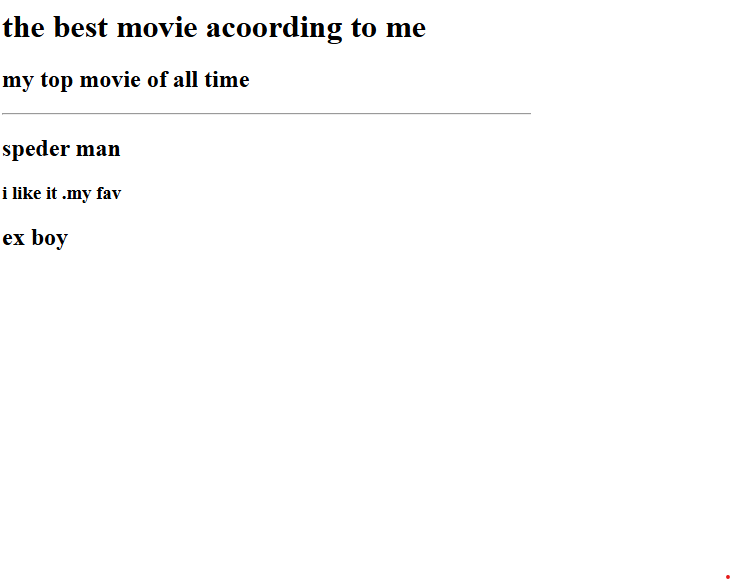 the best movie acoording to me
my top movie of all time
speder man
i like it .my fav
ex boy